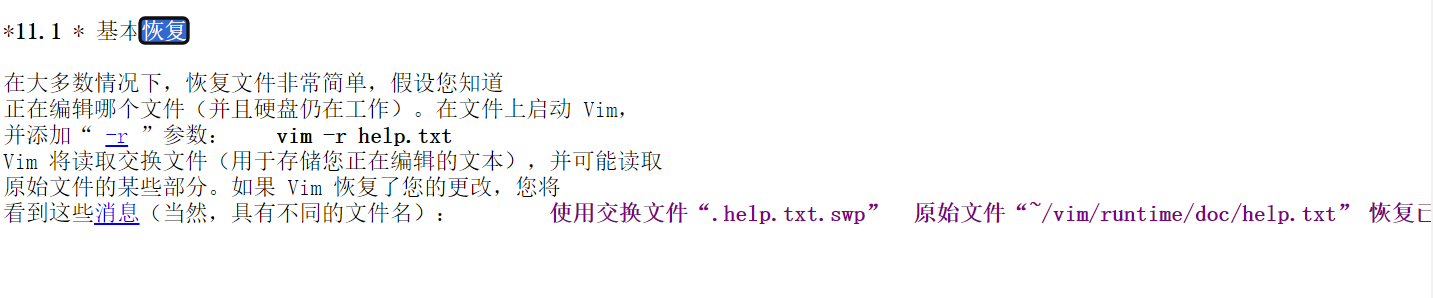 *11.1 * 基本恢复
在大多数情况下，恢复文件非常简单，假设您知道
正在编辑哪个文件（并且硬盘仍在工作）。在文件上启动 Vim，
并添加“ -r ”参数： vim -r help.txt
Vim 将读取交换文件（用于存储您正在编辑的文本），并可能读取
原始文件的某些部分。如果 Vim 恢复了您的更改，您将
看到这些消息（当然，具有不同的文件名）： 使用交换文件“.help.txt.swp” 原始文件“~/vim/runtime/doc/help.txt” 恢复